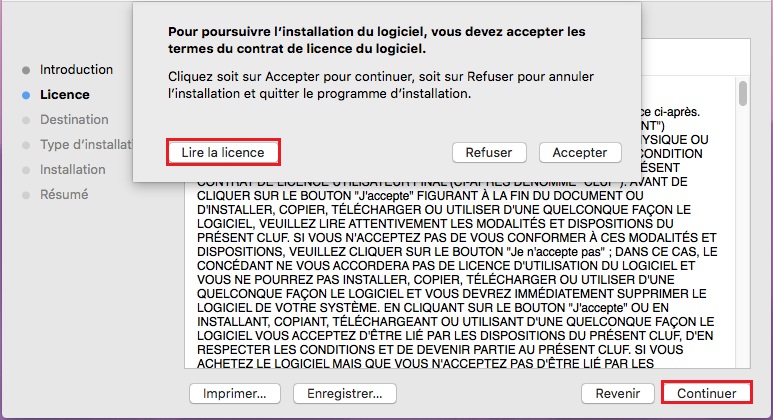 Pour poursuivre l'installation du logiciel, vous devez accepter les
termes du contrat de licence du logiciel.
Cliquez soit sur Accepter pour continuer, soit sur Refuser pour annuler
l'installation et quitter le programme d'installation.
Lire la licence
Refuser
Accepter
Introduction
Licence
Destination
Type d'installat
Installation
Résumé
ce ci-après.
ENT")
YSIQUE OU
CONDITION
RÉSENT
CONTRAT DE LICENCE UTILISATEUR FINAL (CI-APRÈS DÉNOMMÉ "CLUF"). AVANT DE
CLIQUER SUR LE BOUTON "J'accepte" FIGURANT À LA FIN DU DOCUMENT OU
D'INSTALLER, COPIER, TÉLÉCHARGER OU UTILISER D'UNE QUELCONQUE FAÇON LE
LOGICIEL, VEUILLEZ LIRE ATTENTIVEMENT LES MODALITÉS ET DISPOSITIONS DU
PRÉSENT CLUF. SI VOUS N'ACCEPTEZ PAS DE VOUS CONFORMER À CES MODALITÉS ET
DISPOSITIONS, VEUILLEZ CLIQUER SUR LE BOUTON "Je n'accepte pas" ; DANS CE CAS, LE
CONCÉDANT NE VOUS ACCORDERA PAS DE LICENCE D'UTILISATION DU LOGICIEL ET
VOUS NE POURREZ PAS INSTALLER, COPIER, TÉLÉCHARGER OU UTILISER D'UNE
QUELCONQUE FAÇON LE LOGICIEL ET VOUS DEVREZ IMMÉDIATEMENT SUPPRIMER LE
LOGICIEL DE VOTRE SYSTÈME. EN CLIQUANT SUR LE BOUTON "J'accepte" OU EN
INSTALLANT, COPIANT, TÉLÉCHARGEANT OU UTILISANT D'UNE QUELCONQUE FAÇON LE
LOGICIEL VOUS ACCEPTEZ D'ÊTRE LIÉ PAR LES DISPOSITIONS DU PRÉSENT CLUF, D'EN
RESPECTER LES CONDITIONS ET DE DEVENIR PARTIE AU PRÉSENT CLUF. SI VOUS
ACHETEZ LE LOGICIEL MAIS QUE VOUS N'ACCEPTEZ PAS D'ÊTRE LIÉ PAR LES
Imprimer...
Enregistrer...
Revenir
Continuer